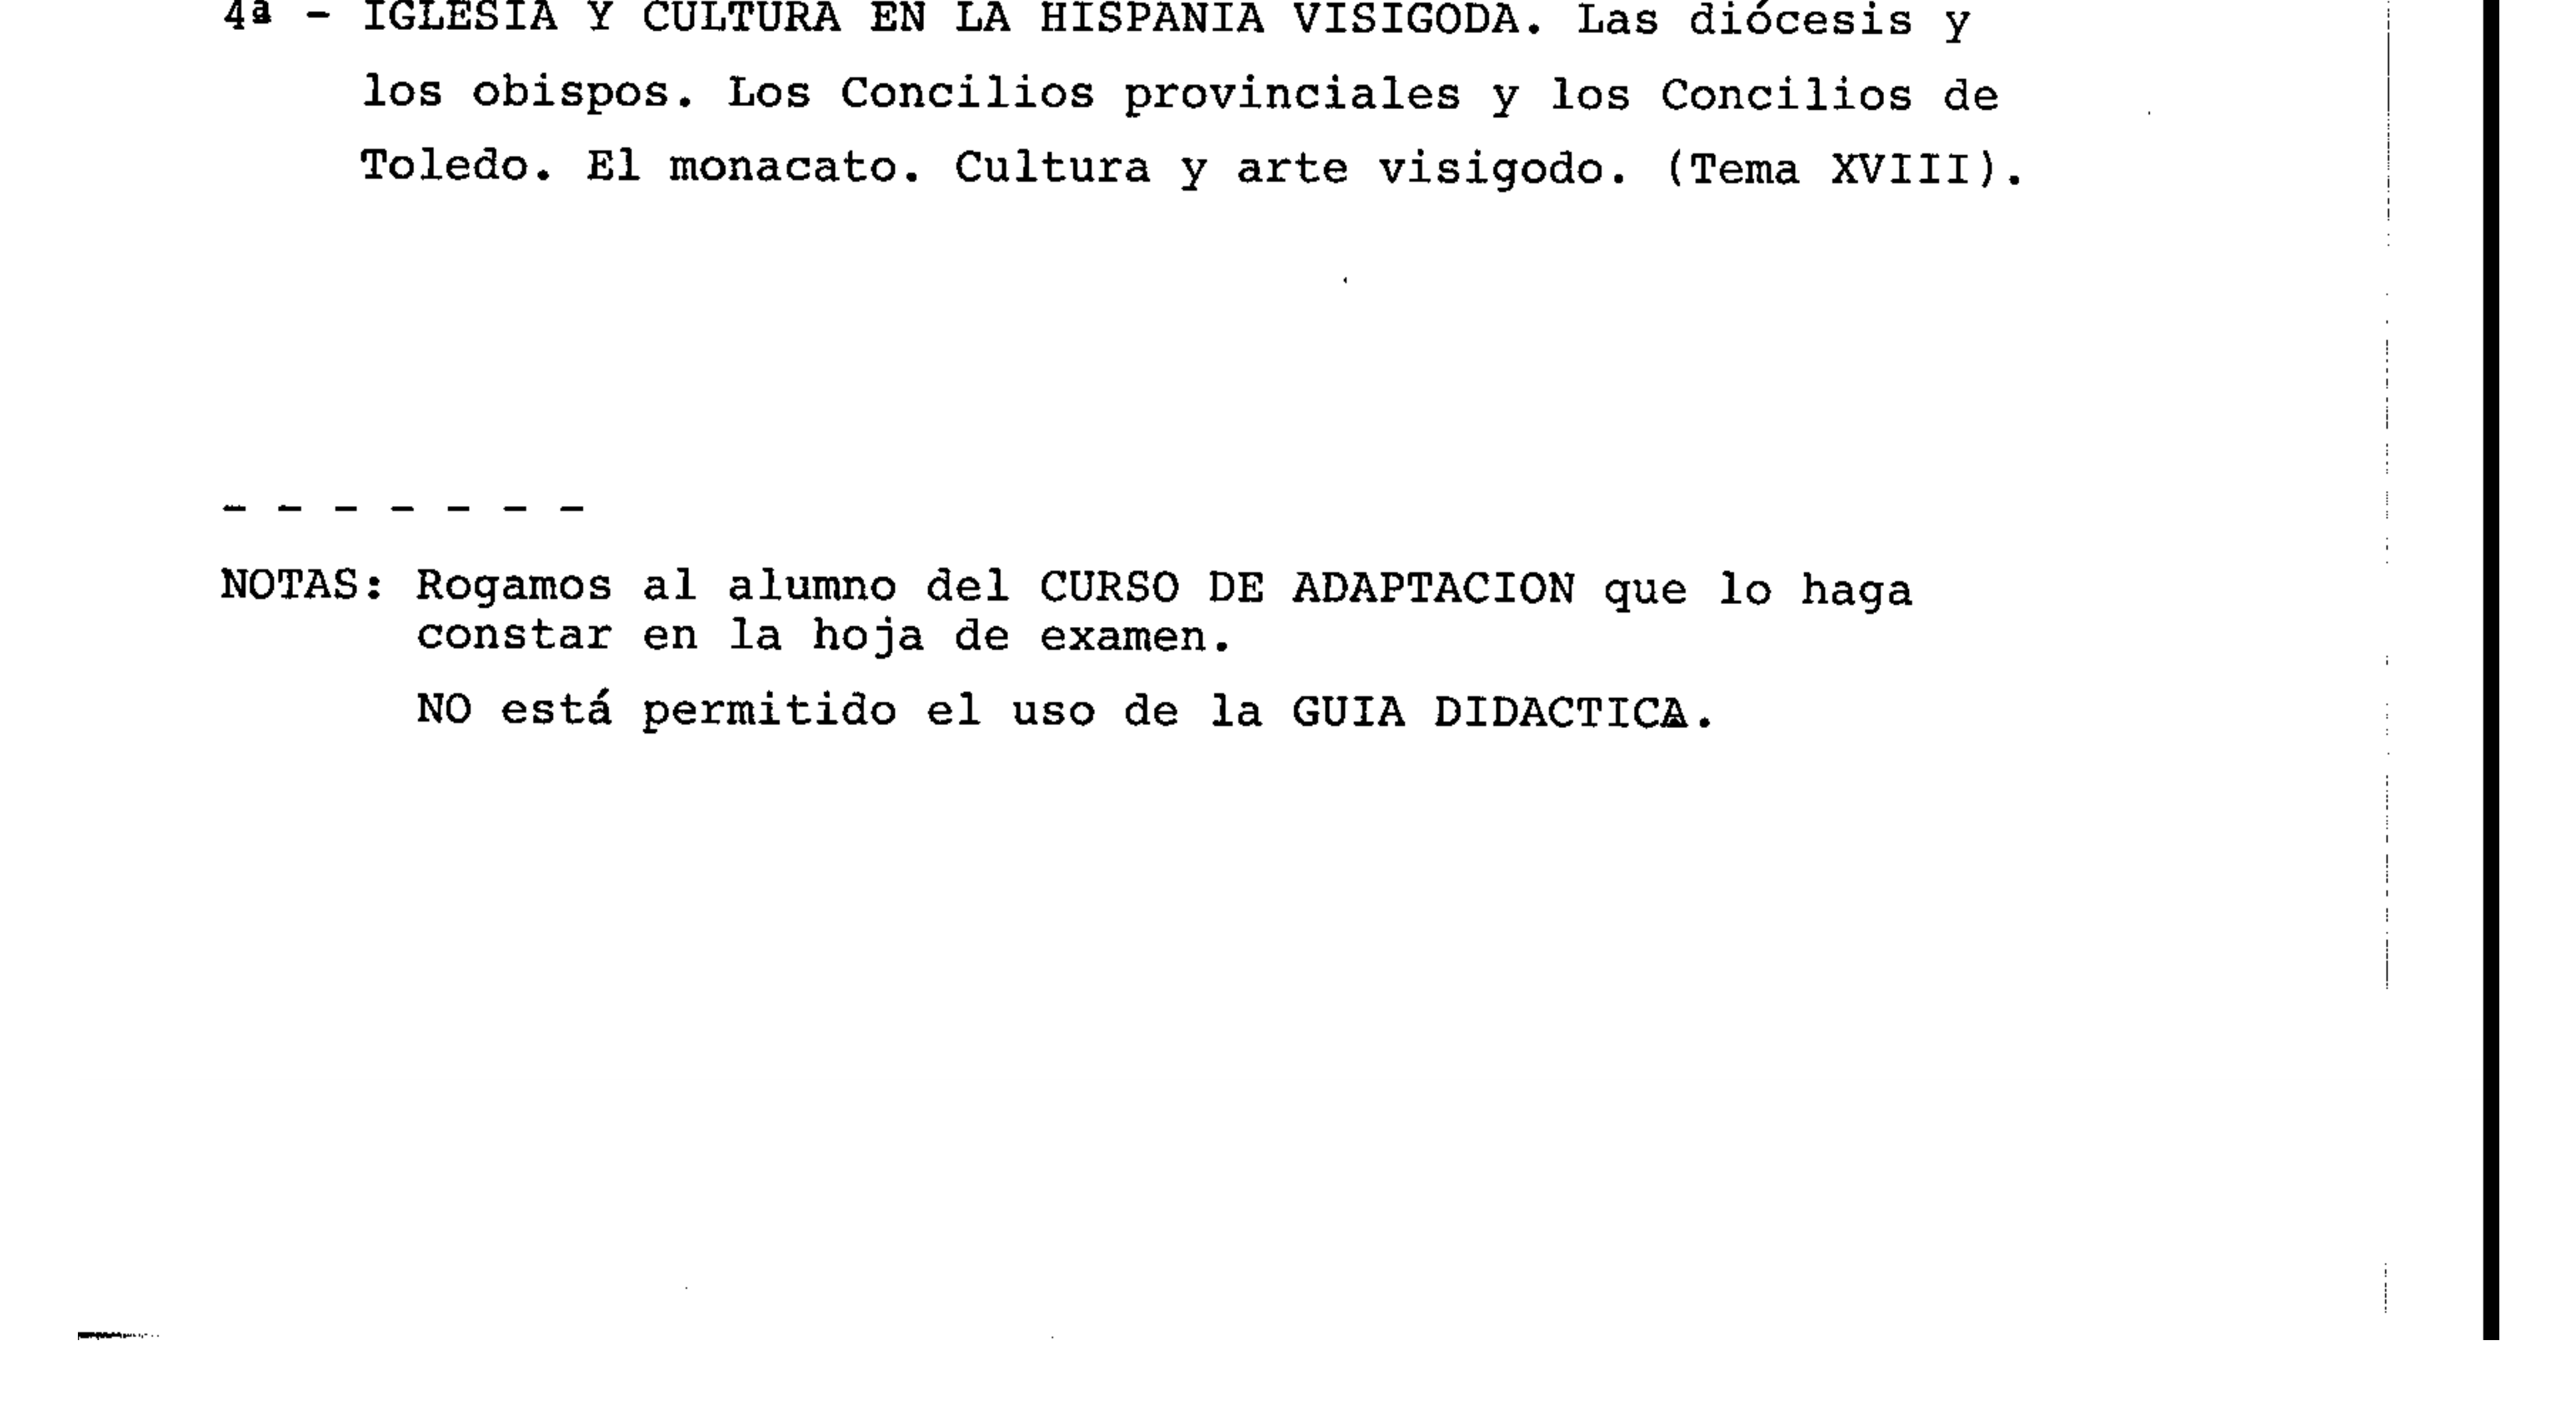 4ª - IGLESIA Y CULTURA EN LA HISPANIA VISIGODA. Las diócesis y
los obispos. Los Concilios provinciales y los Concilios de
Toledo. El monacato. Cultura y arte visigodo. (Tema XVIII).
- - - - - - -
NOTAS: Rogamos al alumno del CURSO DE ADAPTACION que lo haga
constar en la hoja de examen.
NO está permitido el uso de la GUIA DIDACTICA.